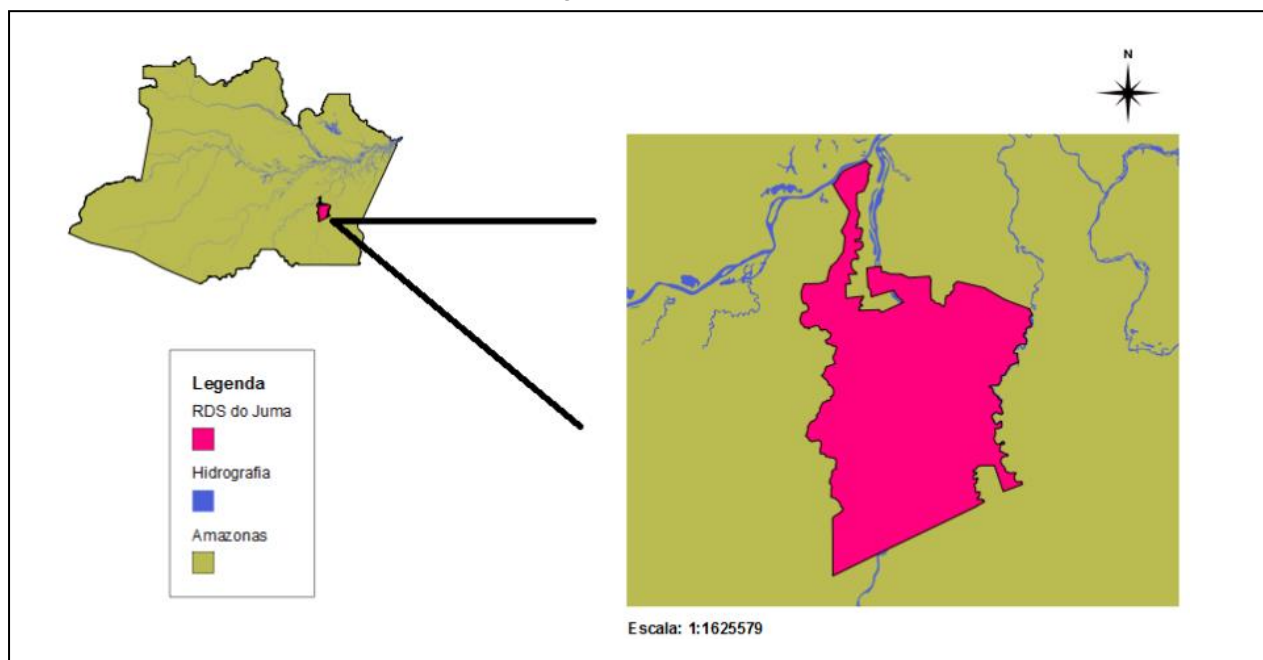 N
Legenda
RDS do Juma
Hidrografia
Amazonas
Escala: 1:1625579